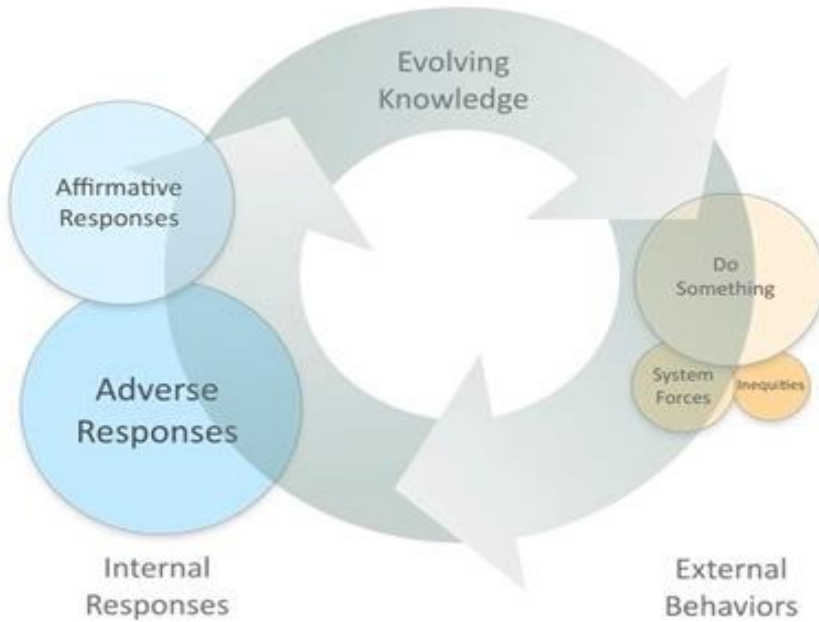 Evolving
Knowledge
Affirmative
Responses
Do
Something
System
Forces
Inequities
Adverse
Responses
Internal
Responses
External
Behaviors